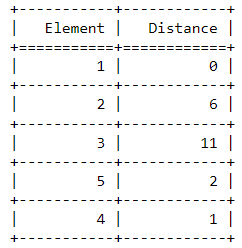 +-----------+------------+
|   Element |   Distance |
+===========+============+
|         1 |          0 |
+-----------+------------+
|         2 |          6 |
+-----------+------------+
|         3 |         11 |
+-----------+------------+
|         5 |          2 |
+-----------+------------+
|         4 |          1 |
+-----------+------------+